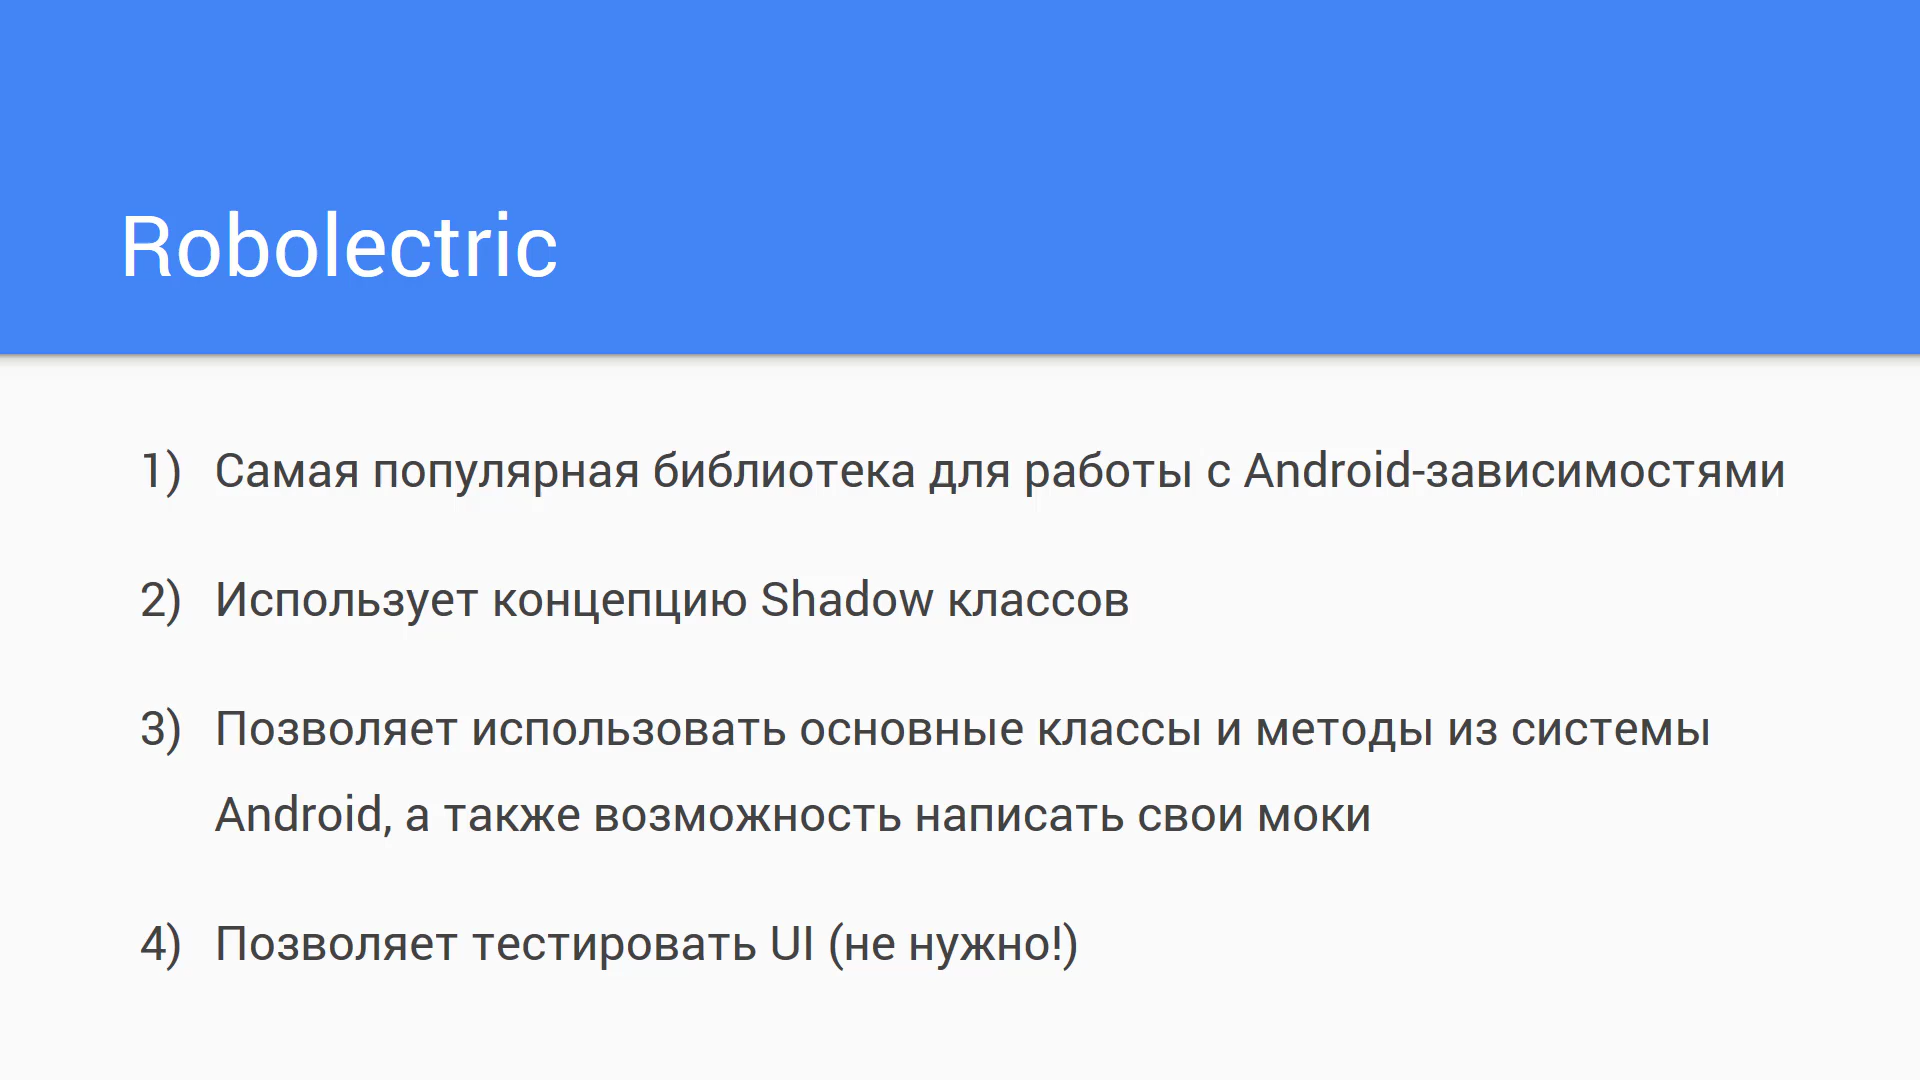 Robolectric
1) Самая популярная библиотека для работы с Android-зависимостями
2) Использует концепцию Shadow классов
3) Позволяет использовать основные классы и методы из системы
Android, а также возможность написать свои моки
4) Позволяет тестировать UI (не нужно!)